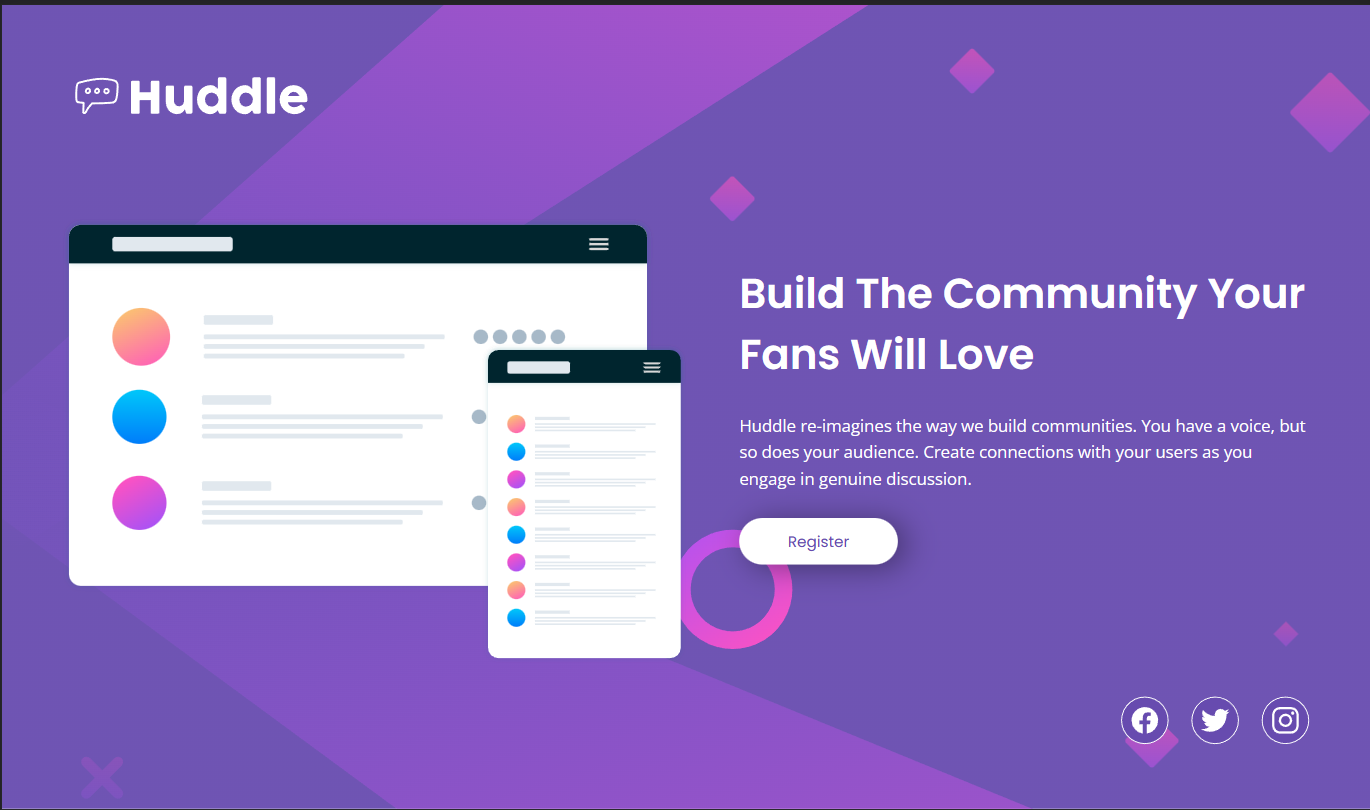 Huddle
Build The Community Your
Fans Will Love
Huddle re-imagines the way we build communities. You have a voice, but
so does your audience. Create connections with your users as you
engage in genuine discussion.
Register